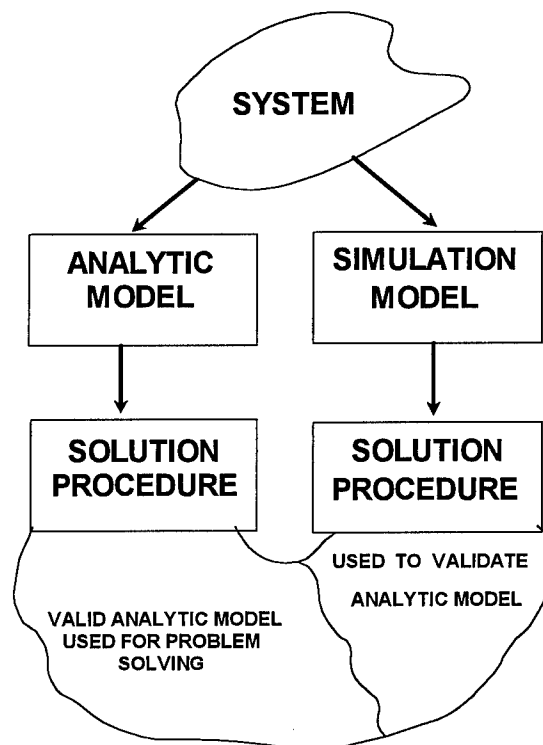 SYSTEM
ANALYTIC
MODEL
SIMULATION
MODEL
SOLUTION
PROCEDURE
SOLUTION
PROCEDURE
VALID ANALYTIC MODEL
USED FOR PROBLEM
SOLVING
USED TO VALIDATE
ANALYTIC MODEL